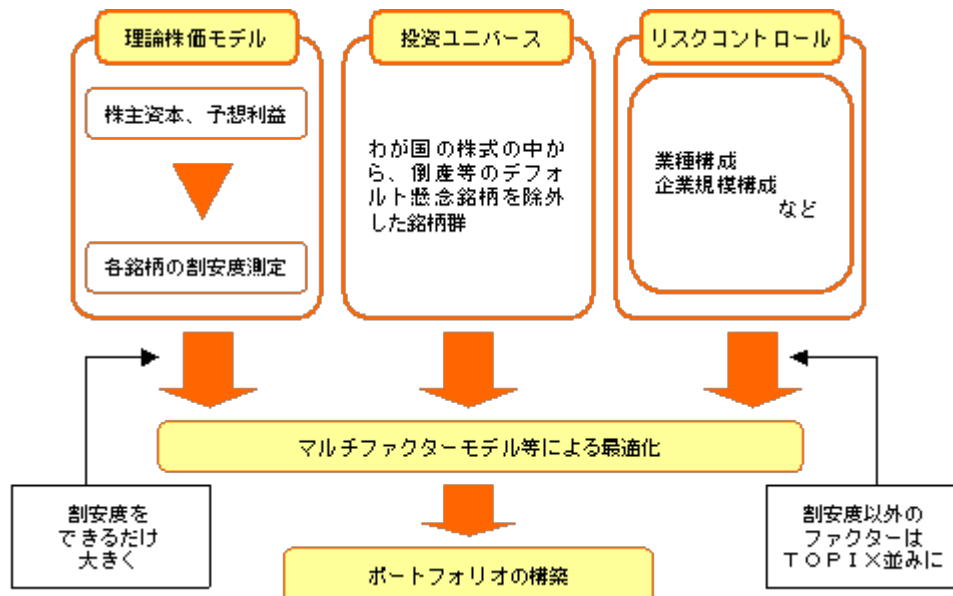 理論株価モデル
株主資本、予想利益
各銘柄の割安度測定
投資ユニバース
わが国の株式の中か
ら、倒産等のデフォ
ルト懸念銘柄を除外
した銘柄群
リスクコントロール
業種構成
企業規模構成
など
マルチファクターモデル等による最適化
割安度を
できるだけ
大きく
割安度以外の
ファクターは
ＴＯＰＩＸ並みに
ポートフォリオの構築